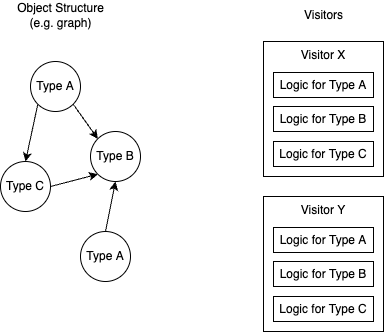 Object Structure
(e.g. graph)
Type A
Type B
Type C
Type A
Visitors
Visitor X
Logic for Type A
Logic for Type B
Logic for Type C
Visitor Y
Logic for Type A
Logic for Type B
Logic for Type C